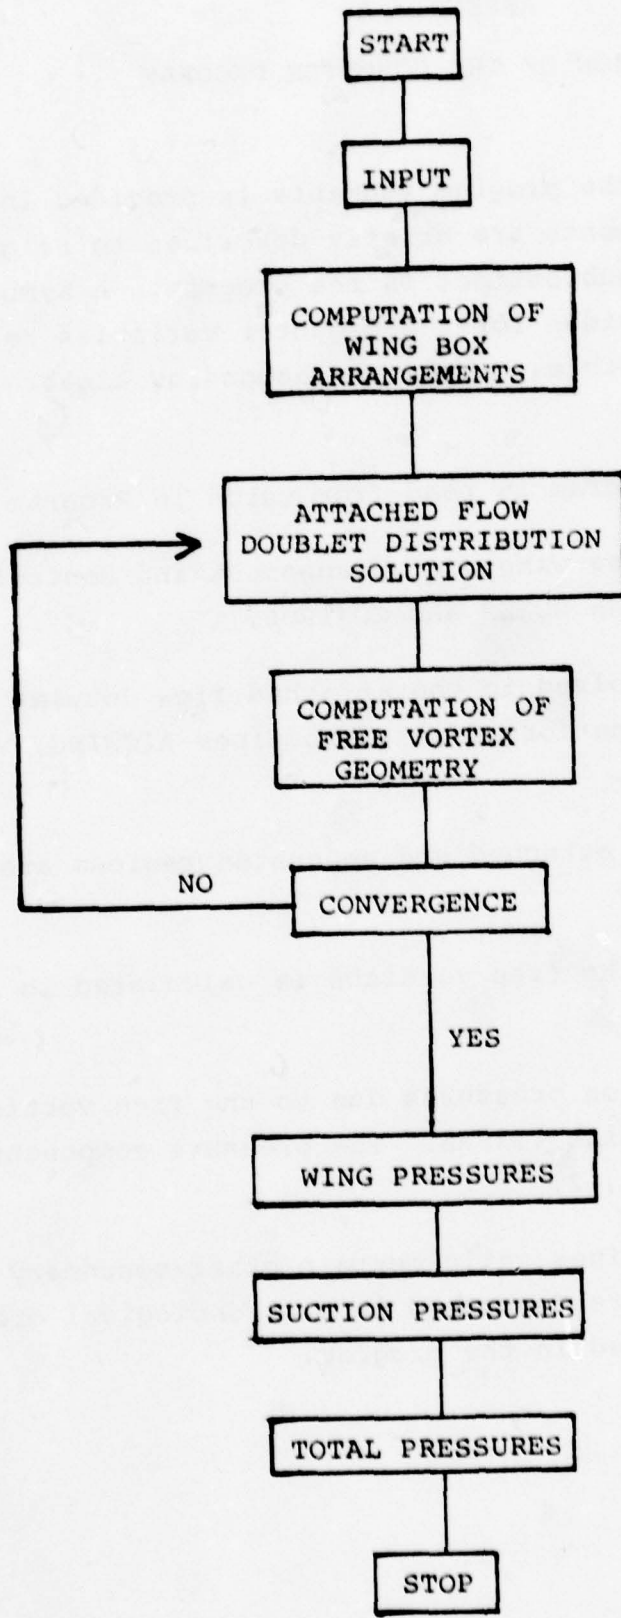 START
INPUT
COMPUTATION OF
WING BOX
ARRANGEMENTS
ATTACHED FLOW
DOUBLET DISTRIBUTION
SOLUTION
COMPUTATION OF
FREE VORTEX
GEOMETRY
NO
CONVERGENCE
YES
WING PRESSURES
SUCTION PRESSURES
TOTAL PRESSURES
STOP